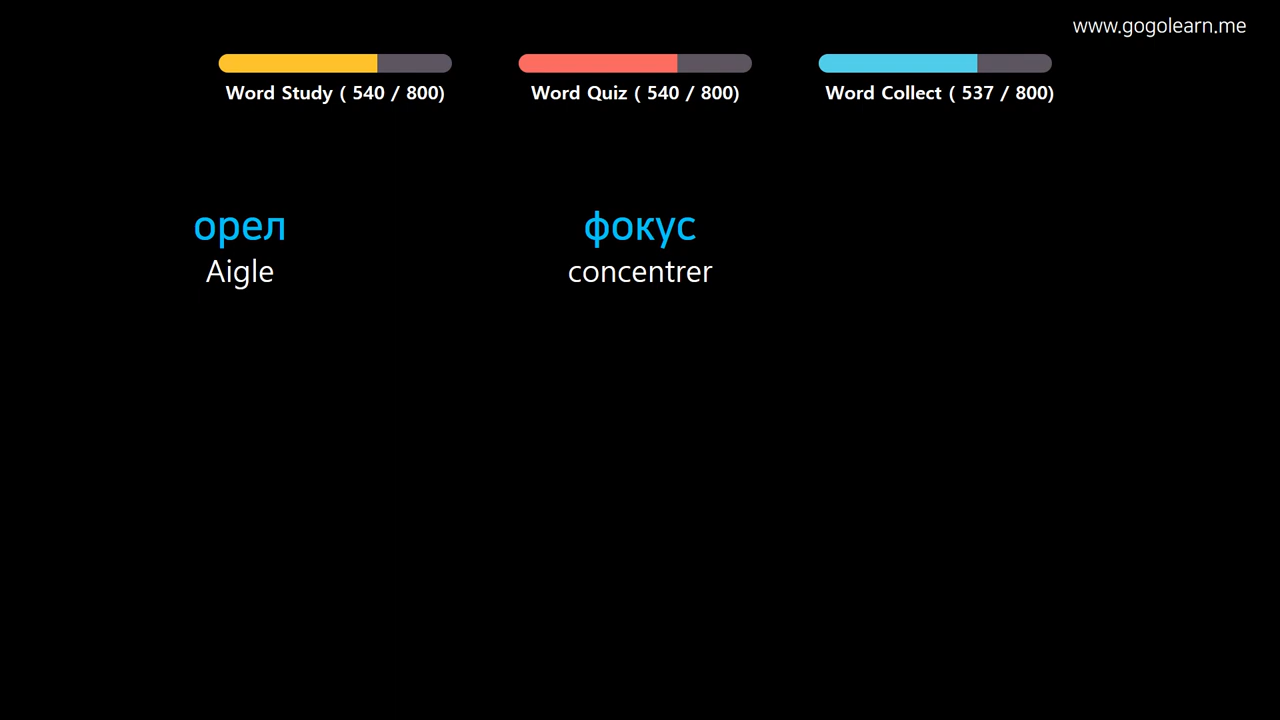 www.gogolearn.me
Word Study ( 540 / 800)
Word Quiz ( 540 / 800)
Word Collect ( 537 / 800)
орел
Aigle
фокус
concentrer